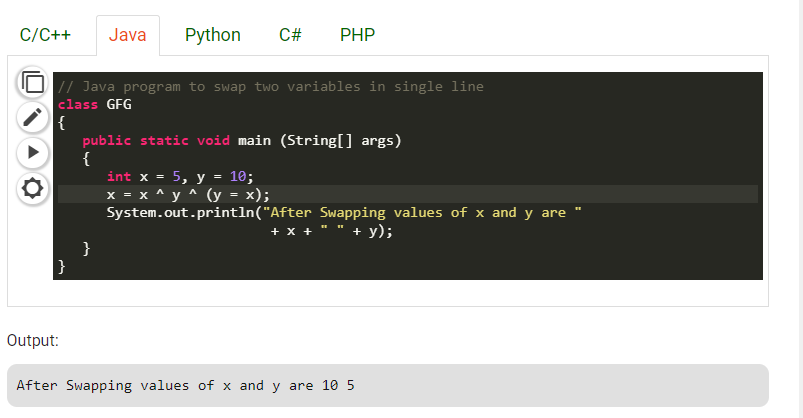 C/C++ Java Python C# PHP
// Java program to swap two variables in single line
class GFG
{
public static void main (String[] args)
{
int x = 5, y = 10;
x = x ^ y ^ (y = x);
System.out.println("After Swapping values of x and y are "
+ x + " " + y);
}
}
Output:
After Swapping values of x and y are 10 5